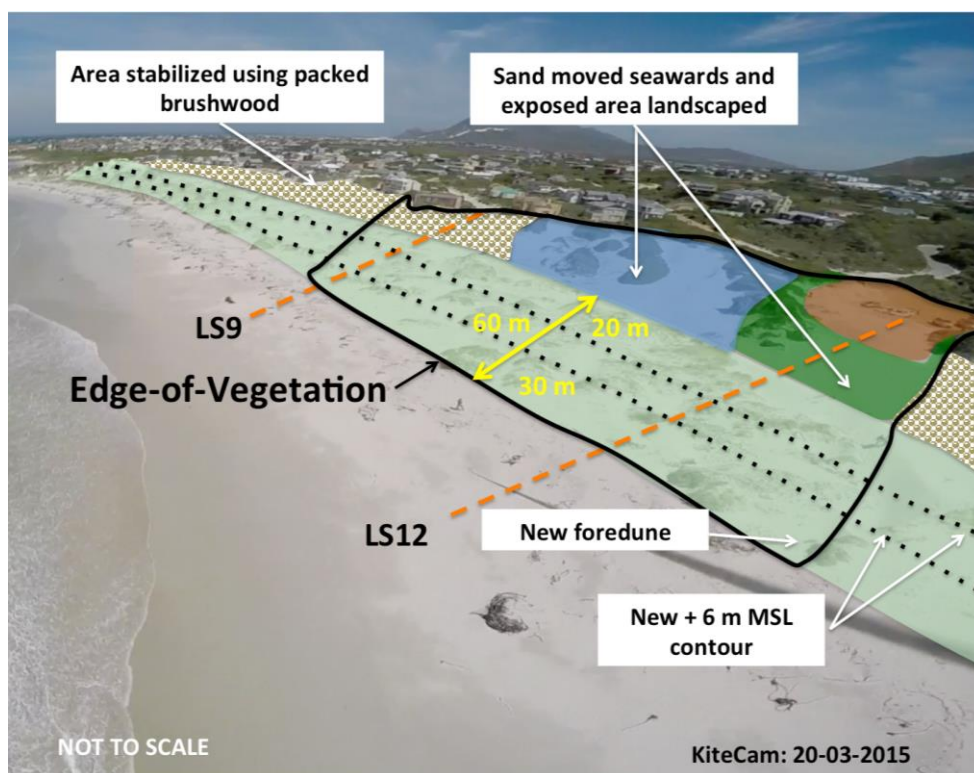 Area stabilized using packed
brushwood
Sand moved seawards and
exposed area landscaped
LS9
60 m
20 m
Edge-of-Vegetation
30 m
LS12
New foredune
New + 6 m MSL
contour
NOT TO SCALE
KiteCam: 20-03-2015